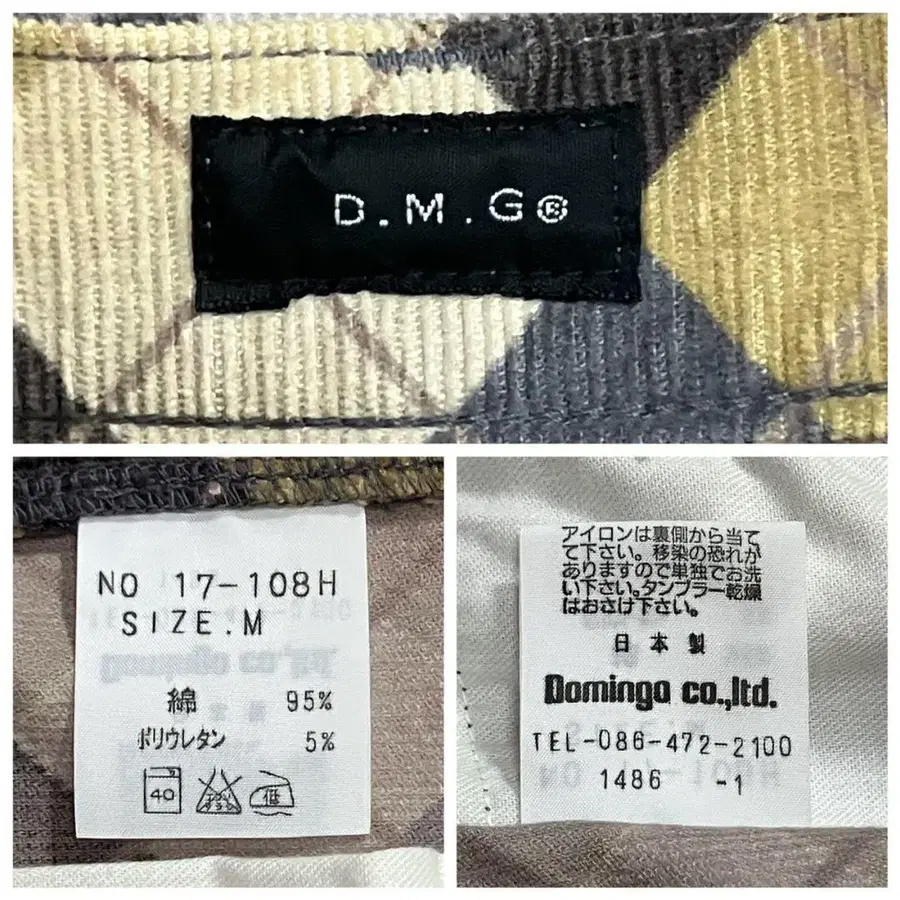 D.M.G®
NO 17-108H
SIZE.M
綿 95%
ポリウレタン 5%
40
低
アイロンは裏側から当て
て下さい。移染の恐れが
ありますので単独でお洗
い下さい。タンブラー乾燥
はおさけ下さい。
日本製
Domingo co.,ltd.
TEL-086-472-2100
1486 -1